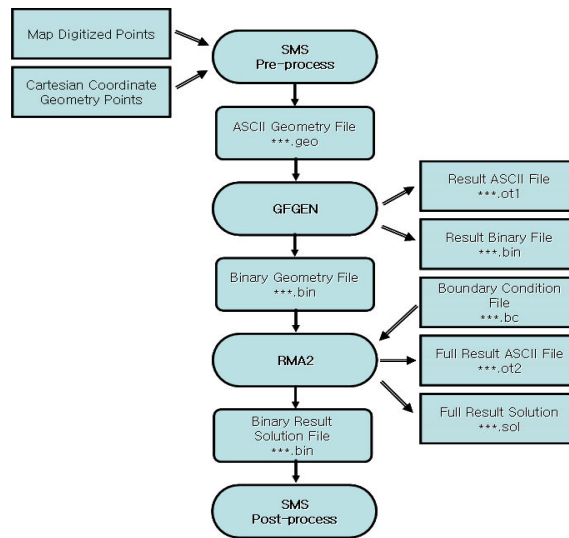 Map Digitized Points
Cartesian Coordinate
Geometry Points
SMS
Pre-process
ASCII Geometry File
***.geo
GFGEN
Result ASCII File
***.ot1
Result Binary File
***.bin
Binary Geometry File
***.bin
Boundary Condition
File
***.bc
RMA2
Full Result ASCII File
***.ot2
Full Result Solution
***.sol
Binary Result
Solution File
***.bin
SMS
Post-process